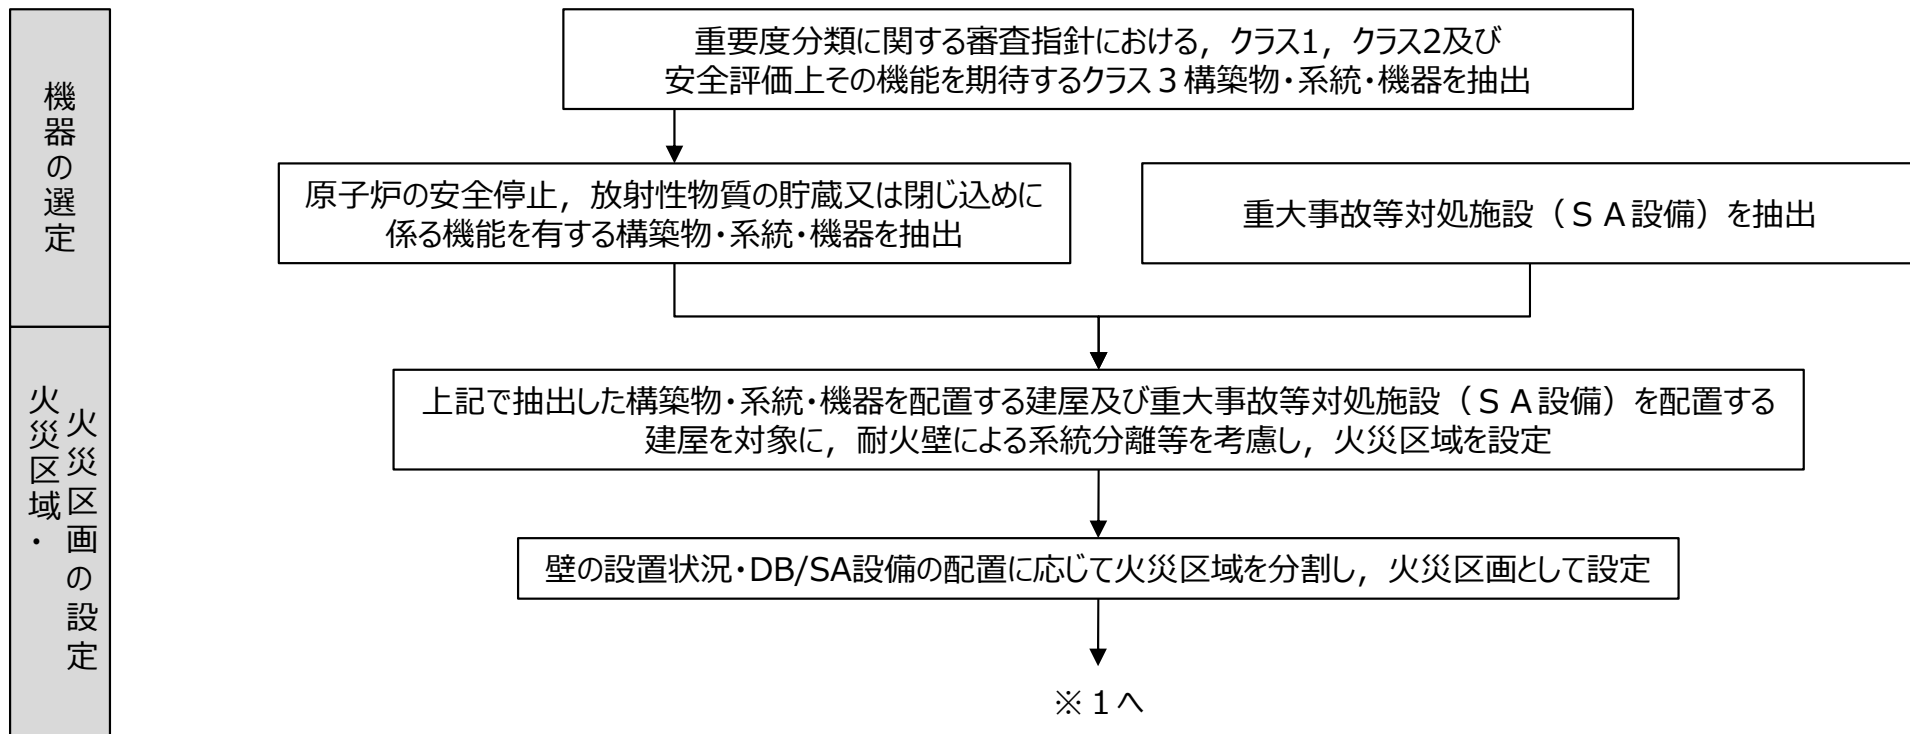 機器の選定
重要度分類に関する審査指針における，クラス1，クラス2及び
安全評価上その機能を期待するクラス３構築物・系統・機器を抽出
原子炉の安全停止，放射性物質の貯蔵又は閉じ込めに
係る機能を有する構築物・系統・機器を抽出
重大事故等対処施設（ＳＡ設備）を抽出
火災区域・
火災区画の設定
上記で抽出した構築物・系統・機器を配置する建屋及び重大事故等対処施設（ＳＡ設備）を配置する
建屋を対象に，耐火壁による系統分離等を考慮し，火災区域を設定
壁の設置状況・DB/SA設備の配置に応じて火災区域を分割し，火災区画として設定
※１へ